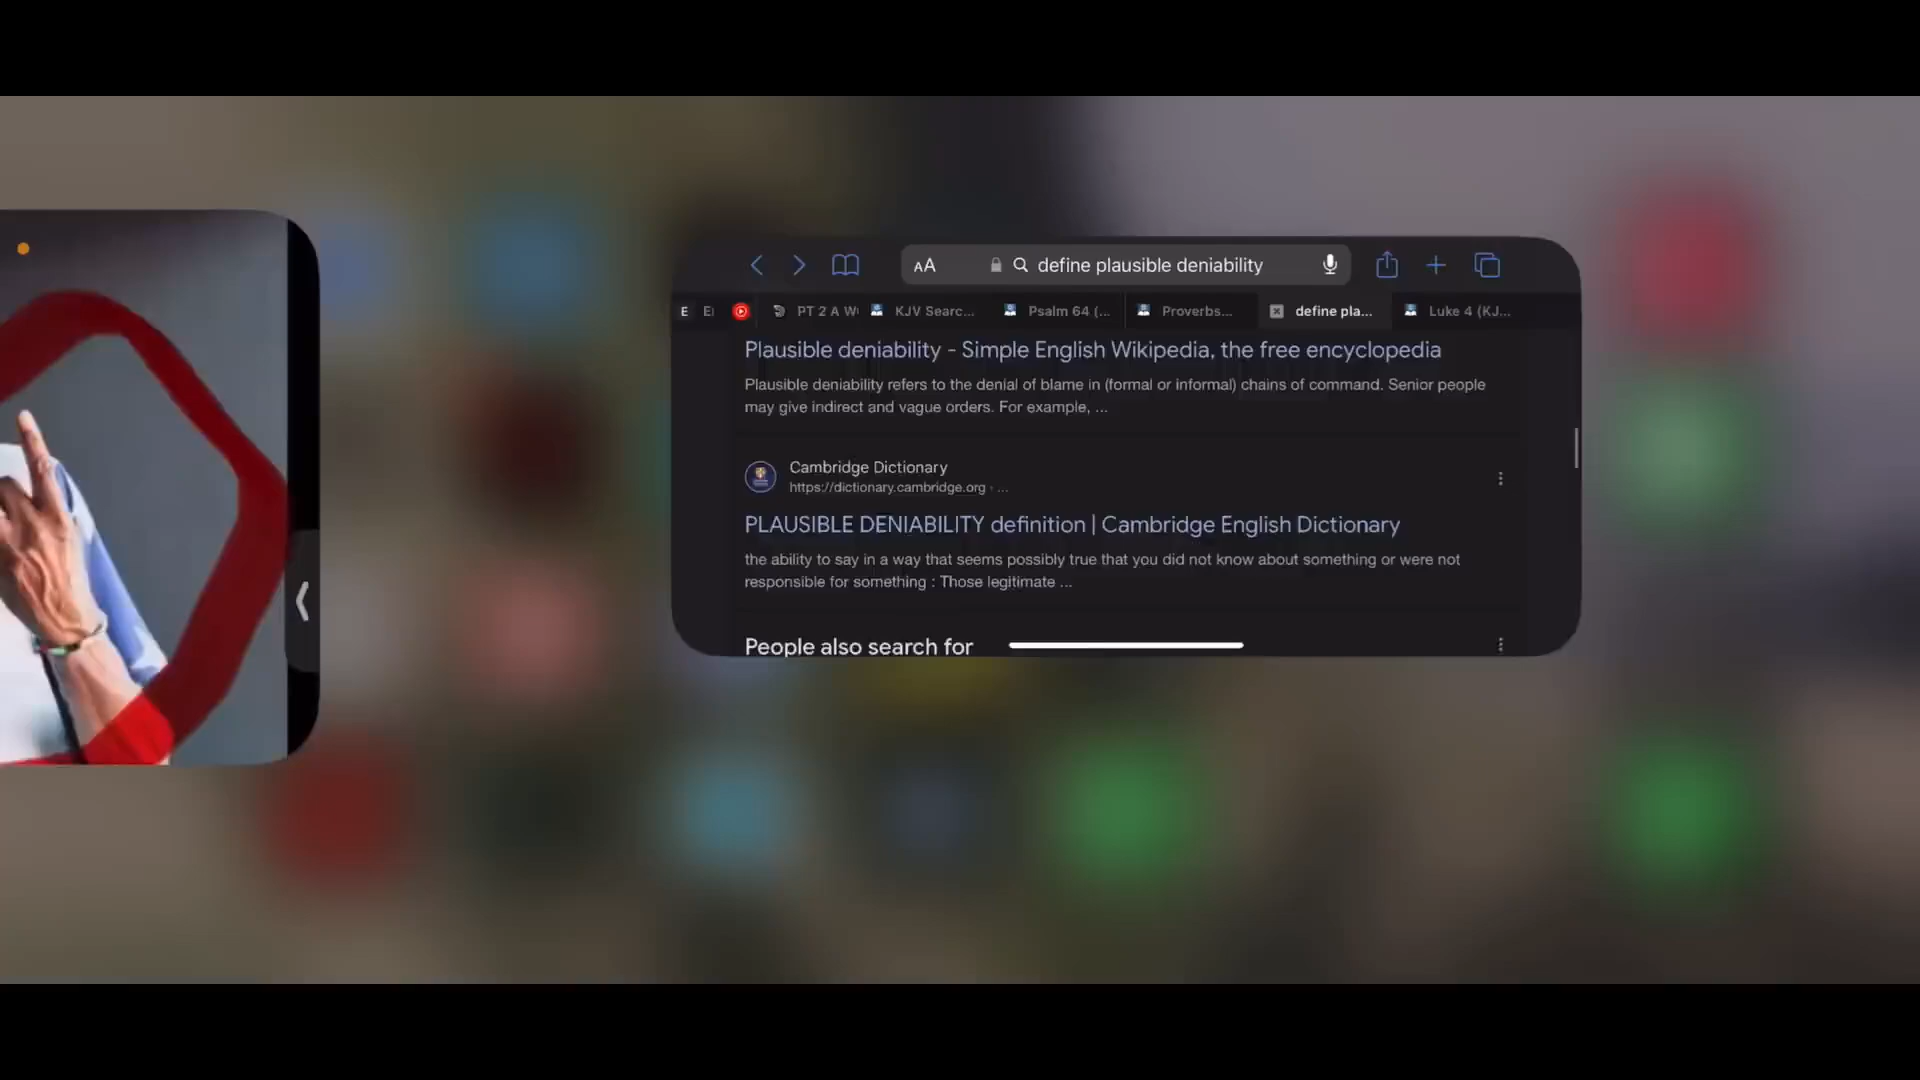 AA define plausible deniability
E E PT 2 A W KJV Searc... Psalm 64 (... Proverbs... define pla... Luke 4 (KJ...
Plausible deniability - Simple English Wikipedia, the free encyclopedia
Plausible deniability refers to the denial of blame in (formal or informal) chains of command. Senior people
may give indirect and vague orders. For example, ...
Cambridge Dictionary
https://dictionary.cambridge.org › ...
PLAUSIBLE DENIABILITY definition | Cambridge English Dictionary
the ability to say in a way that seems possibly true that you did not know about something or were not
responsible for something : Those legitimate ...
People also search for